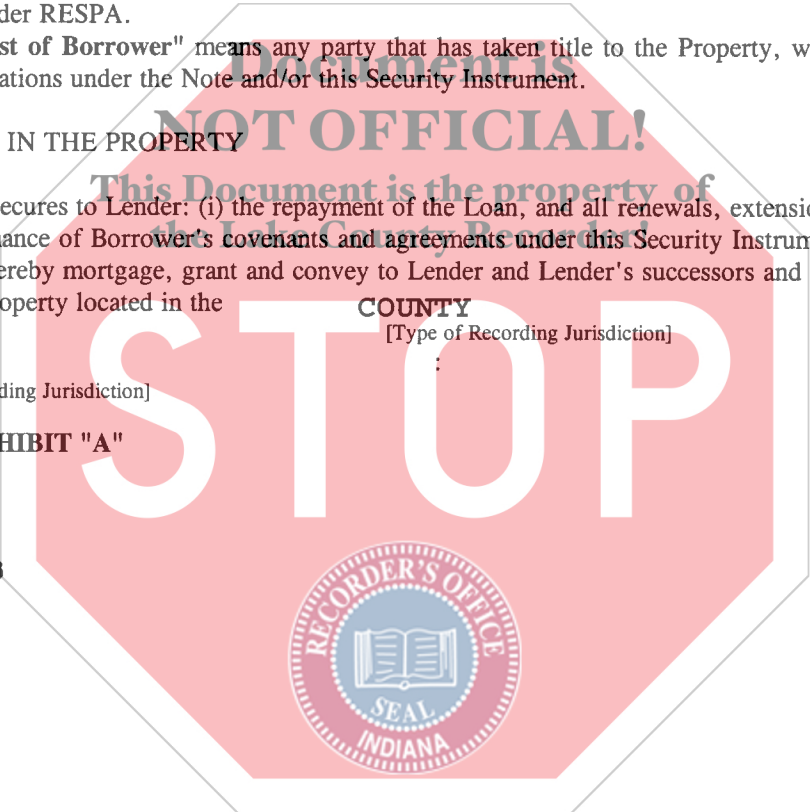 der RESPA.
st of Borrower" means any party that has taken title to the Property, w
ations under the Note and/or this Security Instrument.
Document is
NOT OFFICIAL!
IN THE PROPERTY
This Document is the property of
the Lake County Recorder!
ecures to Lender: (i) the repayment of the Loan, and all renewals, extensi
ance of Borrower's covenants and agreements under this Security Instrum
ereby mortgage, grant and convey to Lender and Lender's successors and
operty located in the COUNTY
[Type of Recording Jurisdiction]
:
ding Jurisdiction]
HIBIT "A"
STOP
RECORDER'S OFFICE
SEAL
INDIANA